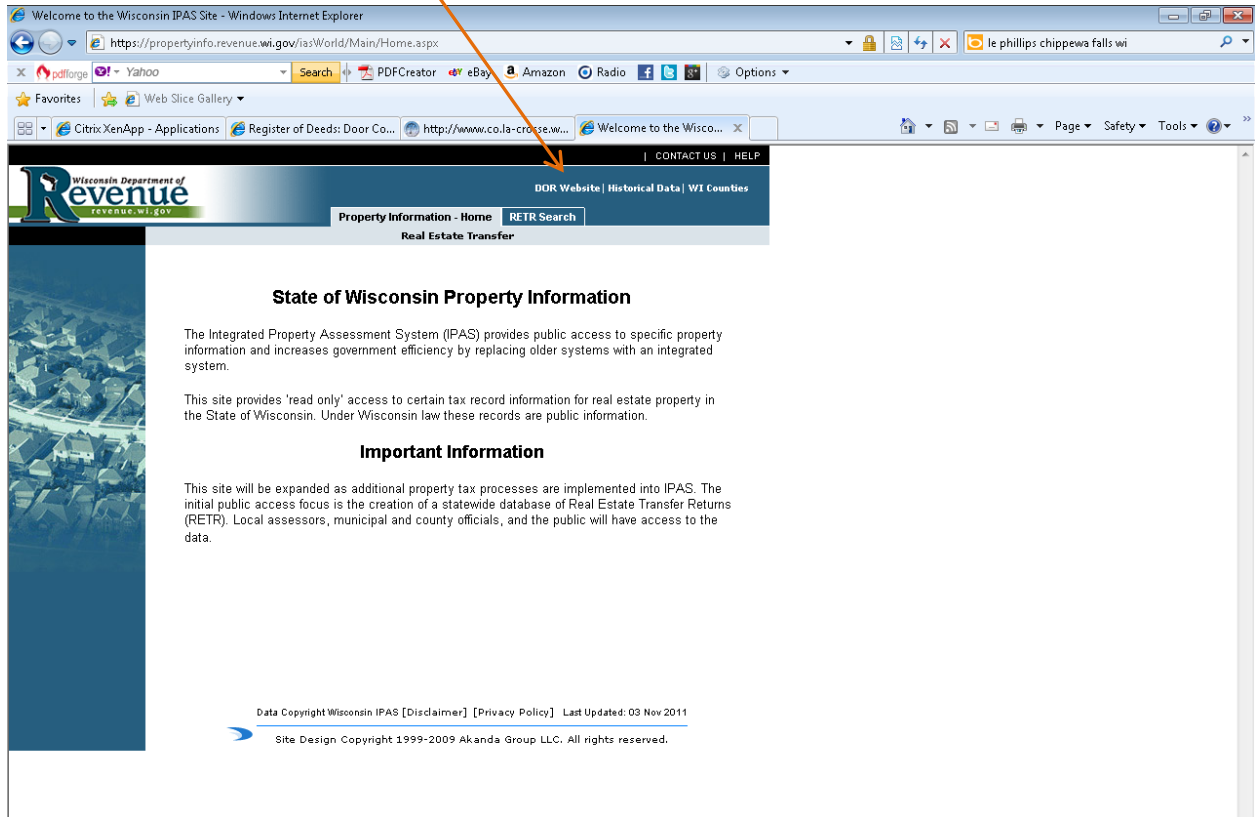 Welcome to the Wisconsin IPAS Site - Windows Internet Explorer
https://propertyinfo.revenue.wi.gov/iasWorld/Main/Home.aspx
le phillips chippewa falls wi
pdfforge Y! Yahoo Search PDFCreator eBay Amazon Radio Options
Favorites Web Slice Gallery
Citrix XenApp - Applications Register of Deeds: Door Co... http://www.co.la-crosse.w... Welcome to the Wisco... Page Safety Tools
| CONTACT US | HELP
Wisconsin Department of
Revenue
revenue.wi.gov
DOR Website | Historical Data | WI Counties
Property Information - Home RETR Search
Real Estate Transfer
State of Wisconsin Property Information
The Integrated Property Assessment System (IPAS) provides public access to specific property
information and increases government efficiency by replacing older systems with an integrated
system.
This site provides 'read only' access to certain tax record information for real estate property in
the State of Wisconsin. Under Wisconsin law these records are public information.
Important Information
This site will be expanded as additional property tax processes are implemented into IPAS. The
initial public access focus is the creation of a statewide database of Real Estate Transfer Returns
(RETR). Local assessors, municipal and county officials, and the public will have access to the
data.
Data Copyright Wisconsin IPAS [Disclaimer] [Privacy Policy] Last Updated: 03 Nov 2011
Site Design Copyright 1999-2009 Akanda Group LLC. All rights reserved.